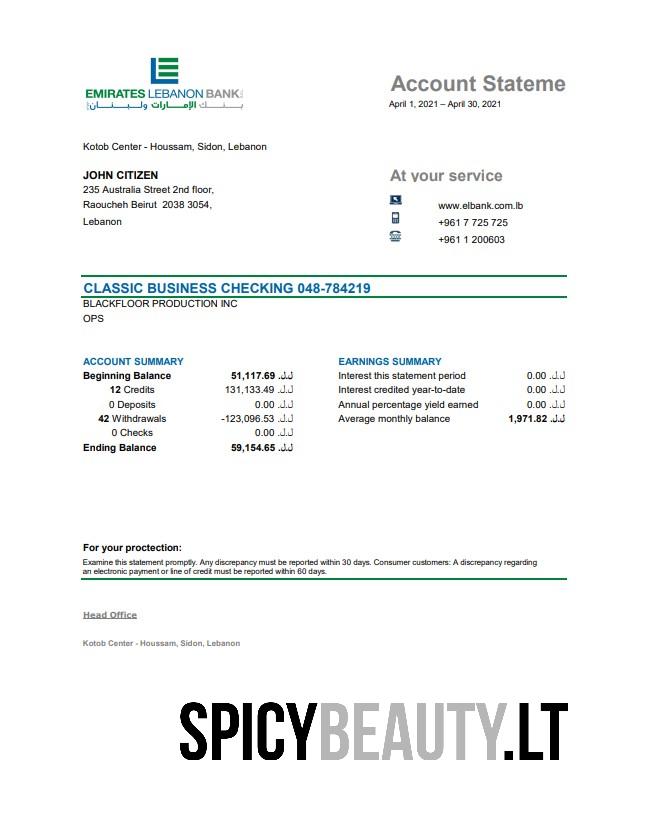 EMIRATES LEBANON BANK
بنك الإمارات ولبنان
Account Stateme
April 1, 2021 – April 30, 2021
Kotob Center - Houssam, Sidon, Lebanon
JOHN CITIZEN
235 Australia Street 2nd floor,
Raoucheh Beirut 2038 3054,
Lebanon
At your service
www.elbank.com.lb
+961 7 725 725
+961 1 200603
CLASSIC BUSINESS CHECKING 048-784219
BLACKFLOOR PRODUCTION INC
OPS
ACCOUNT SUMMARY
Beginning Balance 51,117.69 ل.ل.
12 Credits 131,133.49 ل.ل.
0 Deposits 0.00 ل.ل.
42 Withdrawals -123,096.53 ل.ل.
0 Checks 0.00 ل.ل.
Ending Balance 59,154.65 ل.ل.
EARNINGS SUMMARY
Interest this statement period 0.00 ل.ل.
Interest credited year-to-date 0.00 ل.ل.
Annual percentage yield earned 0.00 ل.ل.
Average monthly balance 1,971.82 ل.ل.
For your proctection:
Examine this statement promptly. Any discrepancy must be reported within 30 days. Consumer customers: A discrepancy regarding
an electronic payment or line of credit must be reported within 60 days.
Head Office
Kotob Center - Houssam, Sidon, Lebanon
SPICYBEAUTY.LT